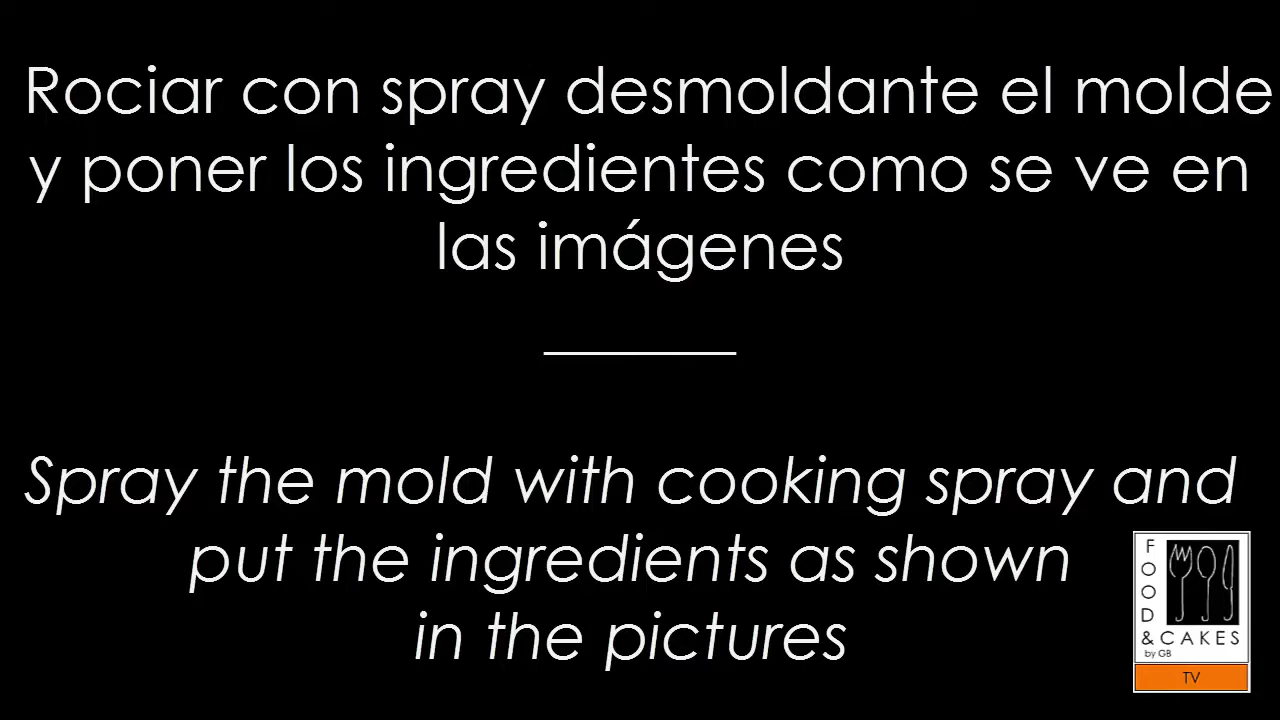 Rociar con spray desmoldante el molde
y poner los ingredientes como se ve en
las imágenes
Spray the mold with cooking spray and
put the ingredients as shown
in the pictures
FOOD
&CAKES
by GB
TV